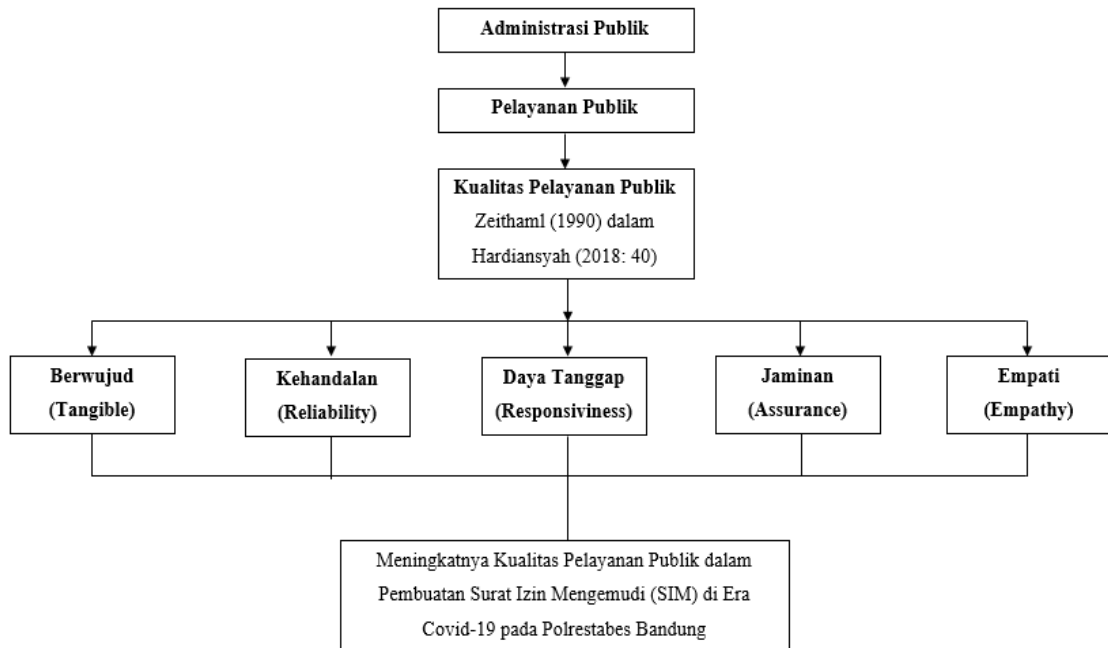 Administrasi Publik
Pelayanan Publik
Kualitas Pelayanan Publik
Zeithaml (1990) dalam
Hardiansyah (2018: 40)
Berwujud
(Tangible)
Kehandalan
(Reliability)
Daya Tanggap
(Responsiviness)
Jaminan
(Assurance)
Empati
(Empathy)
Meningkatnya Kualitas Pelayanan Publik dalam
Pembuatan Surat Izin Mengemudi (SIM) di Era
Covid-19 pada Polrestabes Bandung